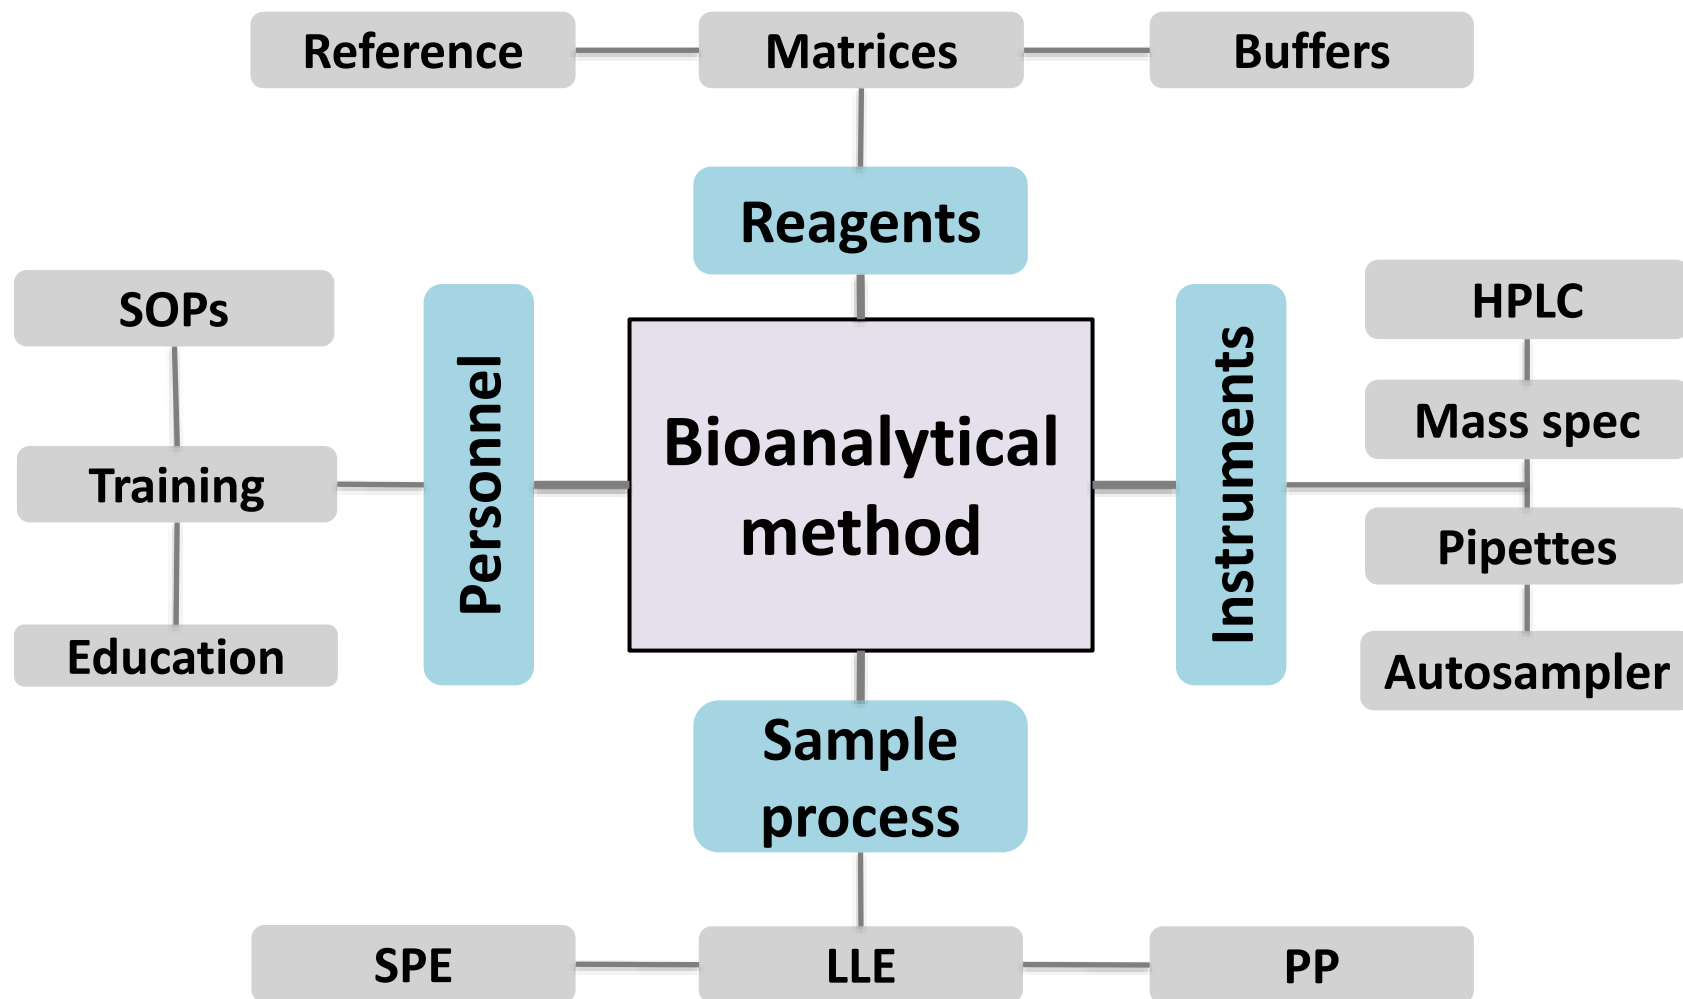 Reference
Matrices
Buffers
Reagents
SOPs
Training
Education
Personnel
Bioanalytical
method
Instruments
HPLC
Mass spec
Pipettes
Autosampler
Sample
process
SPE
LLE
PP